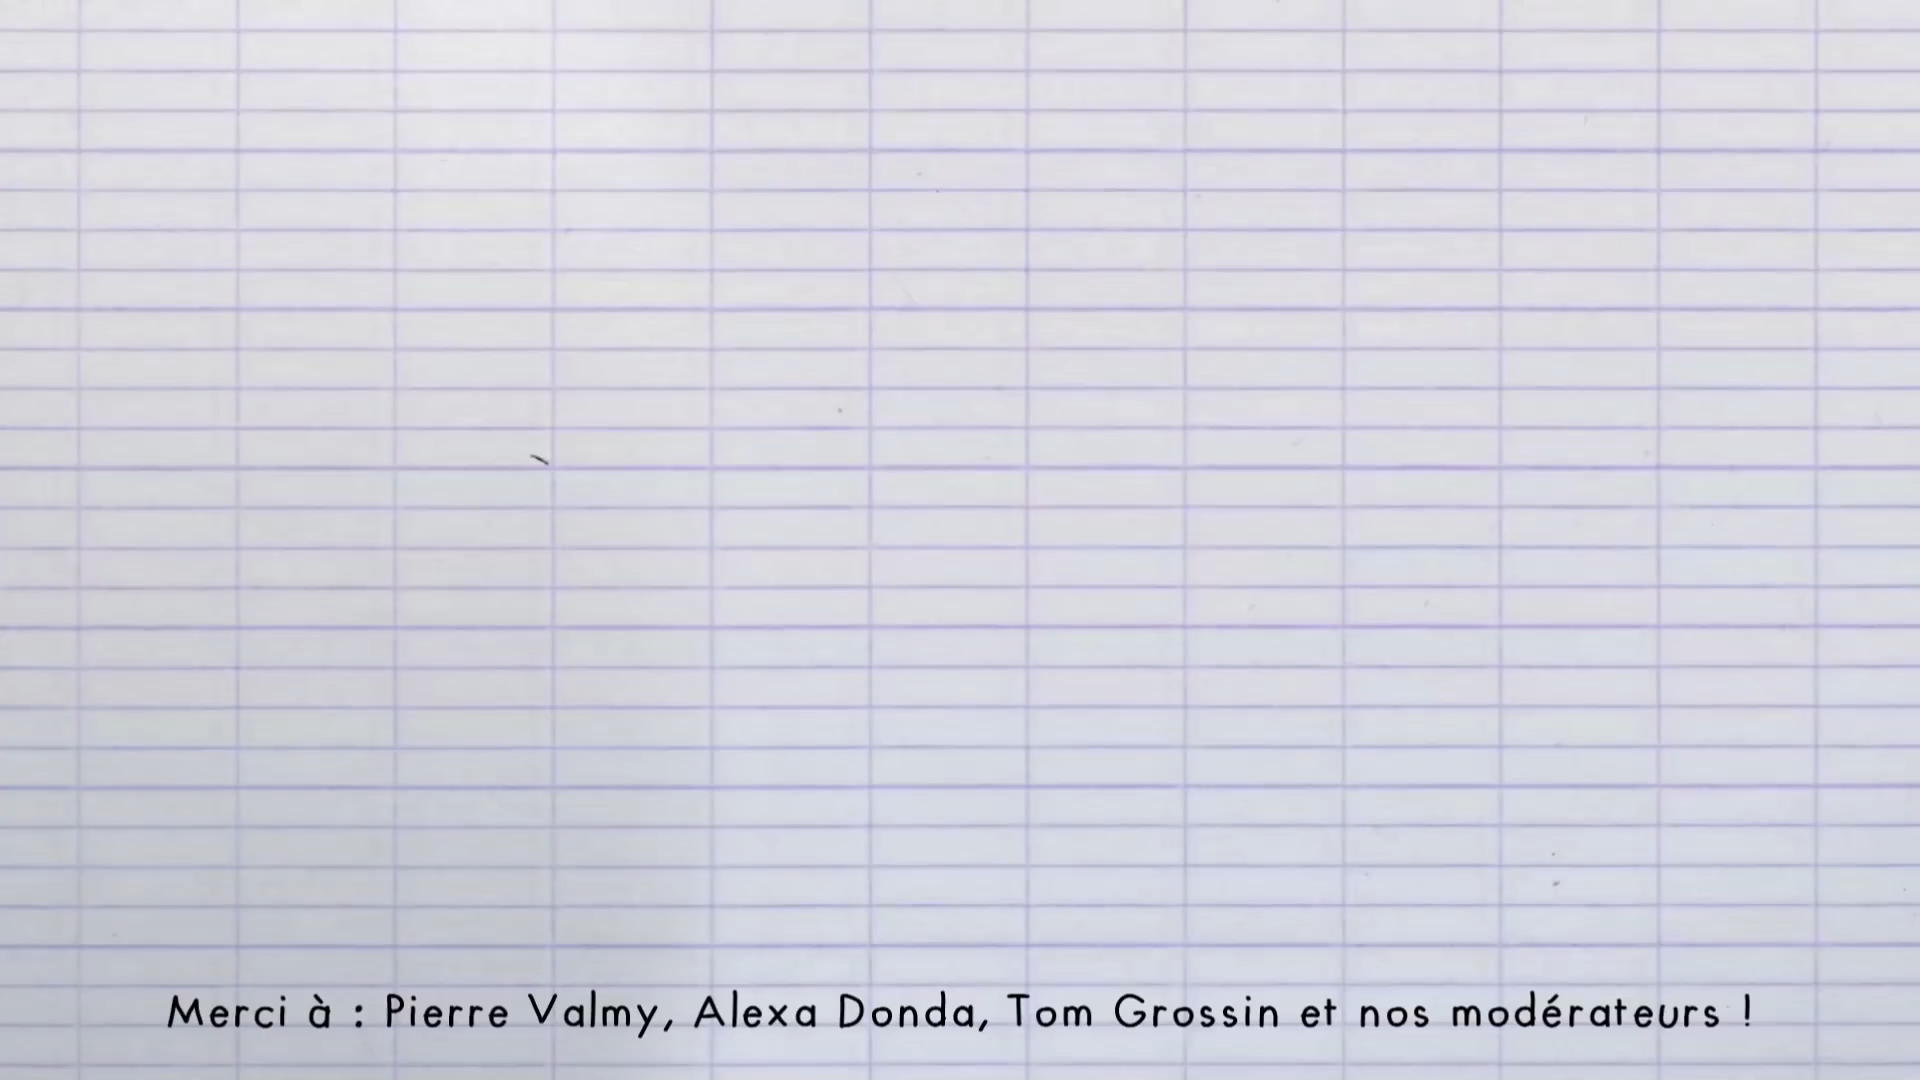 Merci à : Pierre Valmy, Alexa Donda, Tom Grossin et nos modérateurs !